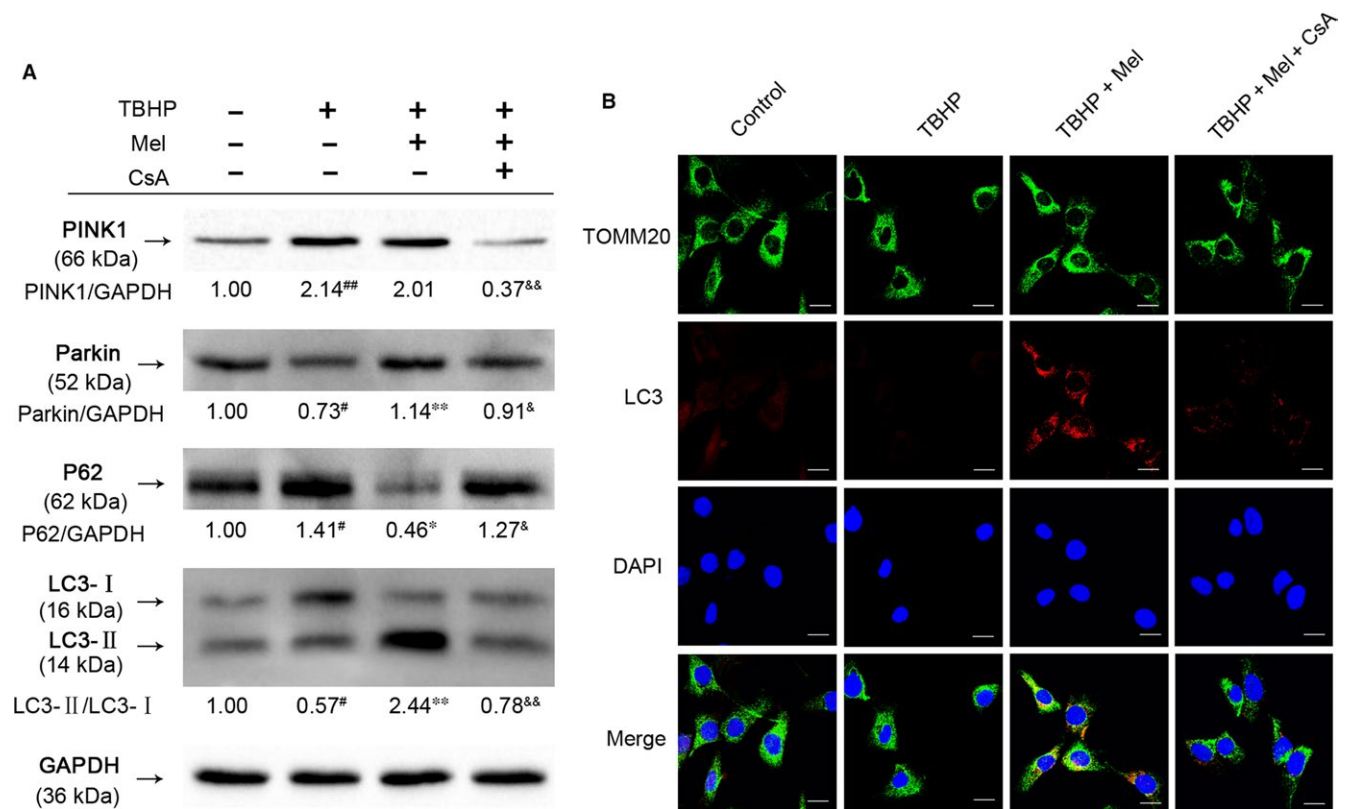 A
TBHP − + + +
Mel − − + +
CsA − − − +
PINK1
(66 kDa)
PINK1/GAPDH 1.00 2.14## 2.01 0.37&&
Parkin
(52 kDa)
Parkin/GAPDH 1.00 0.73# 1.14** 0.91&
P62
(62 kDa)
P62/GAPDH 1.00 1.41# 0.46* 1.27&
LC3-Ⅰ
(16 kDa)
LC3-Ⅱ
(14 kDa)
LC3-Ⅱ/LC3-Ⅰ 1.00 0.57# 2.44** 0.78&&
GAPDH
(36 kDa)
B
Control
TBHP
TBHP + Mel
TBHP + Mel + CsA
TOMM20
LC3
DAPI
Merge